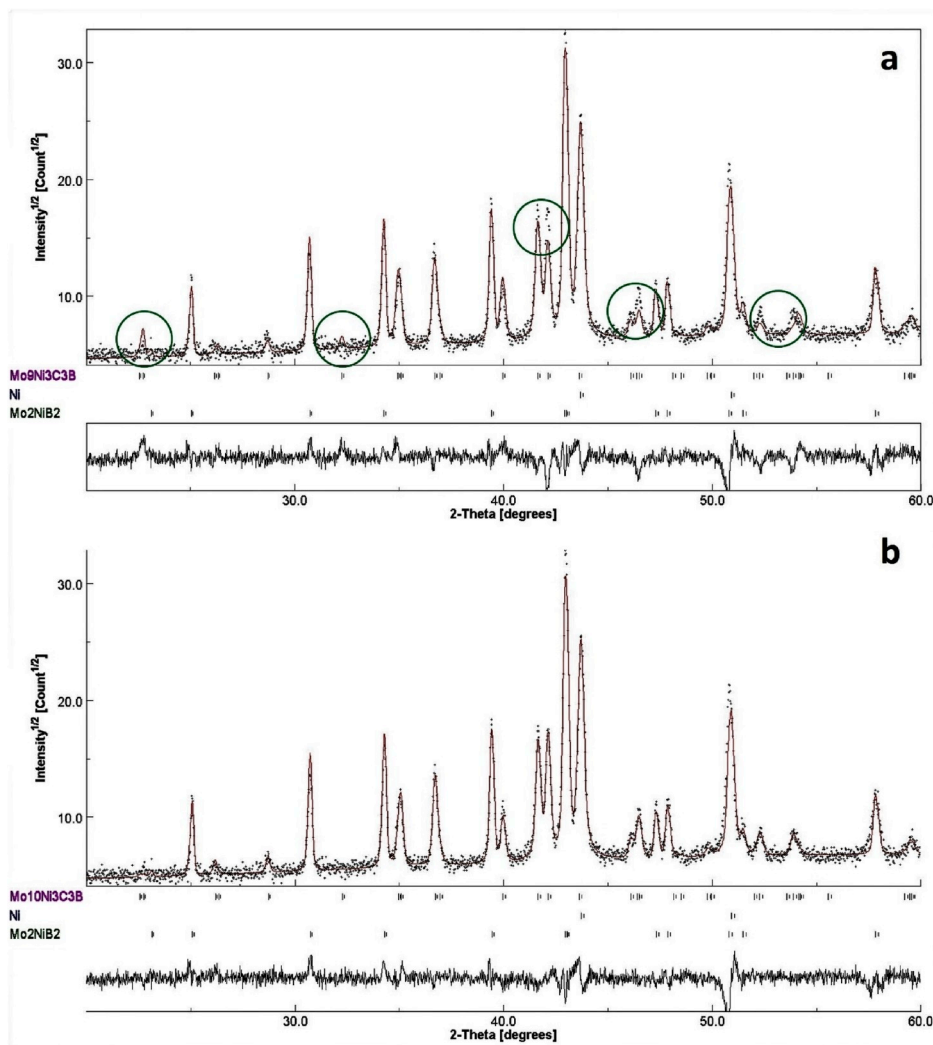 a
30.0
20.0
10.0
Intensity1/2 [Count1/2]
Mo9Ni3C3B
Ni
Mo2NiB2
30.0 40.0 50.0 60.0
2-Theta [degrees]
b
30.0
20.0
10.0
Intensity1/2 [Count1/2]
Mo10Ni3C3B
Ni
Mo2NiB2
30.0 40.0 50.0 60.0
2-Theta [degrees]